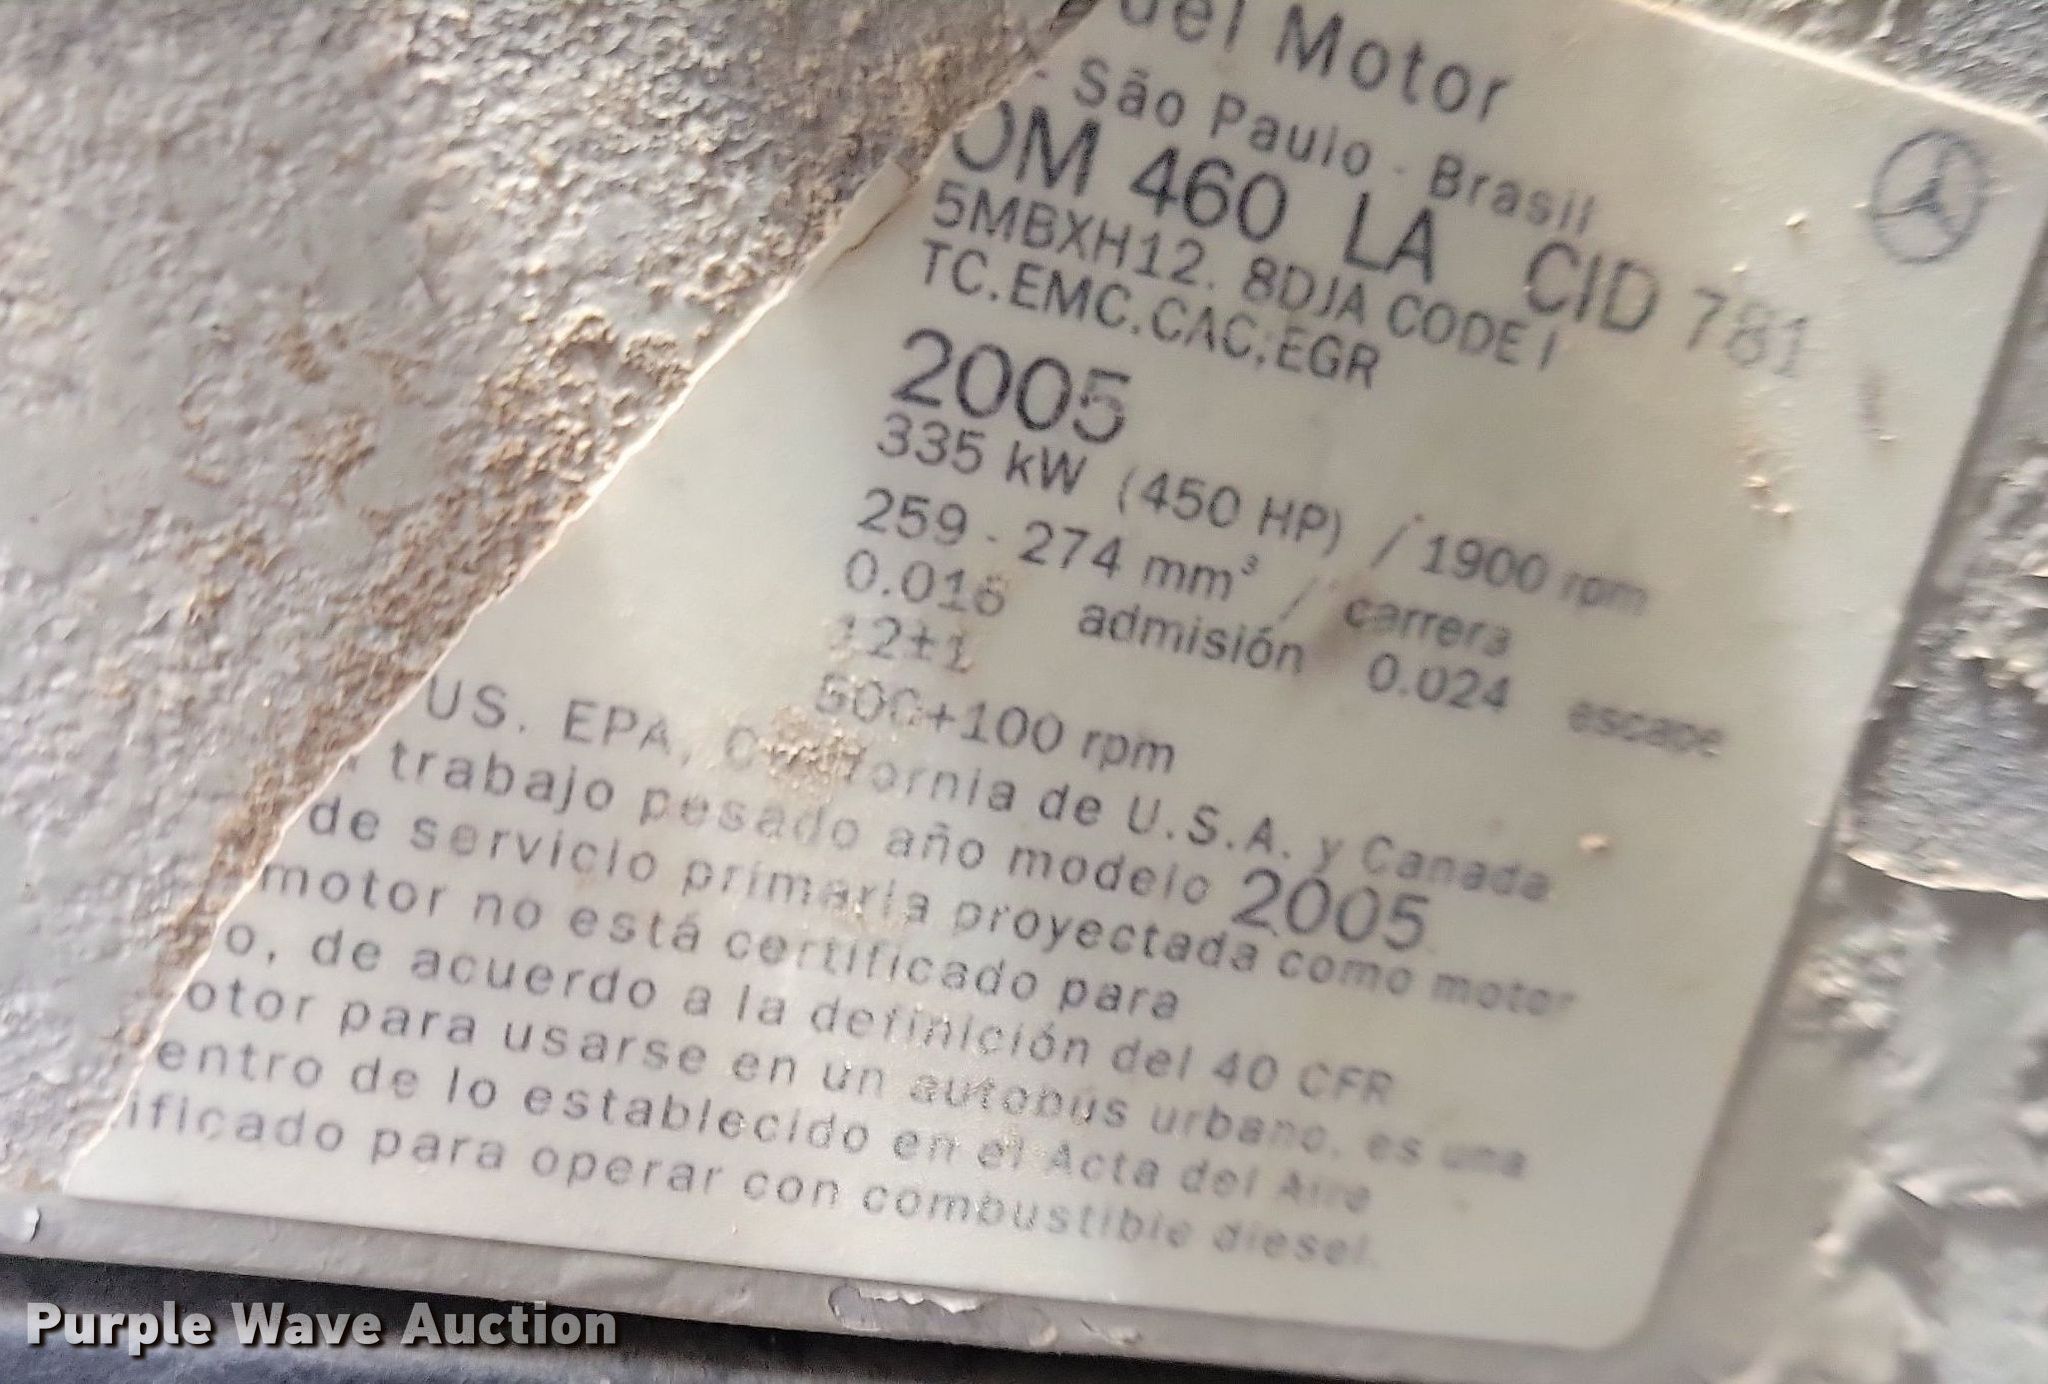 del Motor
- São Paulo - Brasil
OM 460 LA CID 781
5MBXH12. 8DJA CODE /
TC.EMC.CAC.EGR
2005
335 kW (450 HP) / 1900 rpm
259 - 274 mm³ / carrera
0.016 admisión 0.024 escape
12±1
500+100 rpm
US. EPA, California de U.S.A. y Canada
trabajo pesado año modelo 2005
de servicio primaria proyectada como motor
motor no está certificado para
o, de acuerdo a la definición del 40 CFR
otor para usarse en un autobús urbano, es una
entro de lo establecido en el Acta del Aire
ificado para operar con combustible diesel.
Purple Wave Auction